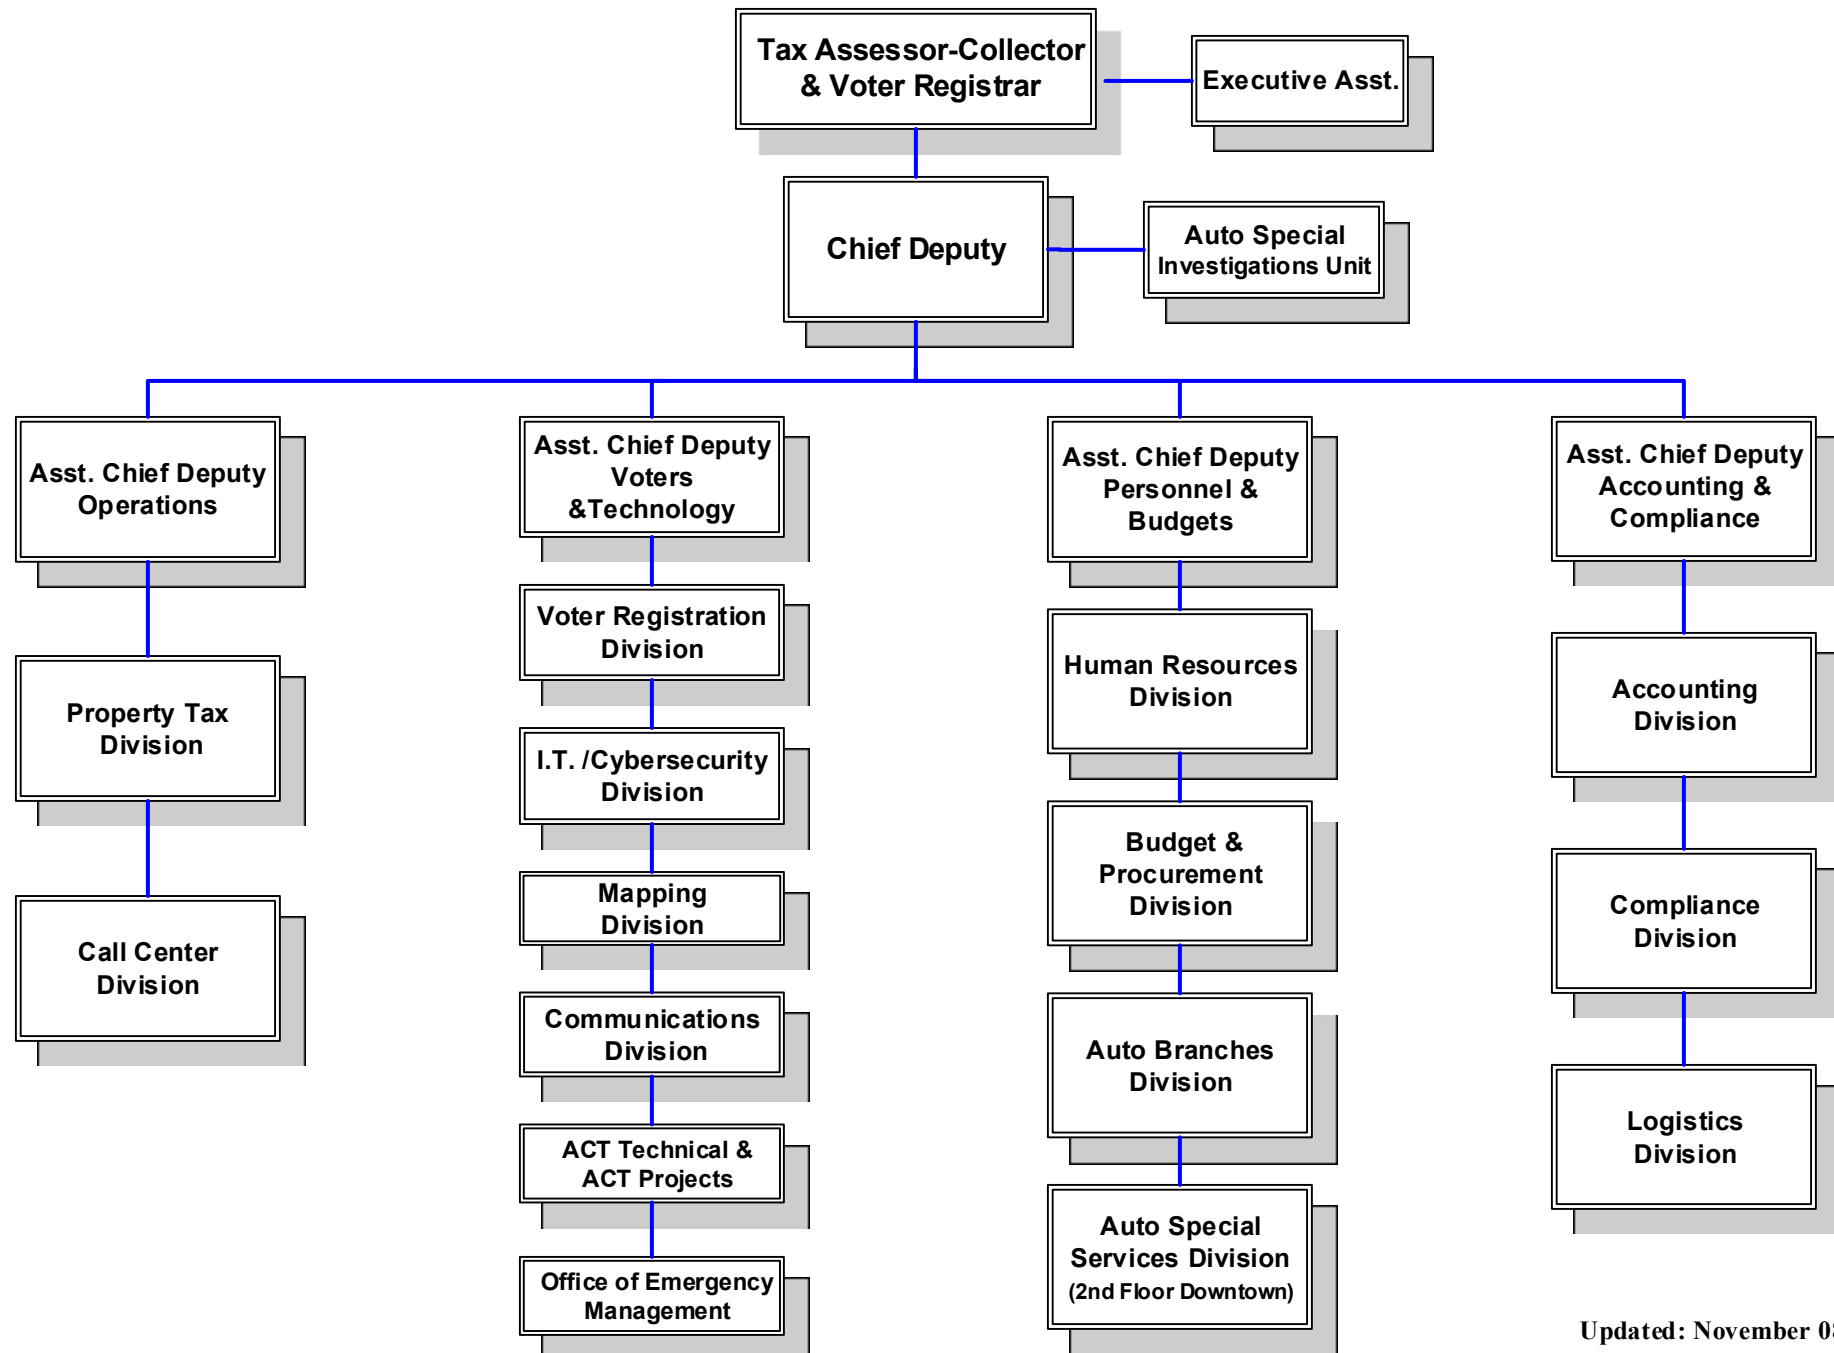 Tax Assessor-Collector
& Voter Registrar
Executive Asst.
Chief Deputy
Auto Special
Investigations Unit
Asst. Chief Deputy
Operations
Property Tax
Division
Call Center
Division
Asst. Chief Deputy
Voters
&Technology
Voter Registration
Division
I.T. /Cybersecurity
Division
Mapping
Division
Communications
Division
ACT Technical &
ACT Projects
Office of Emergency
Management
Asst. Chief Deputy
Personnel &
Budgets
Human Resources
Division
Budget &
Procurement
Division
Auto Branches
Division
Auto Special
Services Division
(2nd Floor Downtown)
Asst. Chief Deputy
Accounting &
Compliance
Accounting
Division
Compliance
Division
Logistics
Division
Updated: November 08